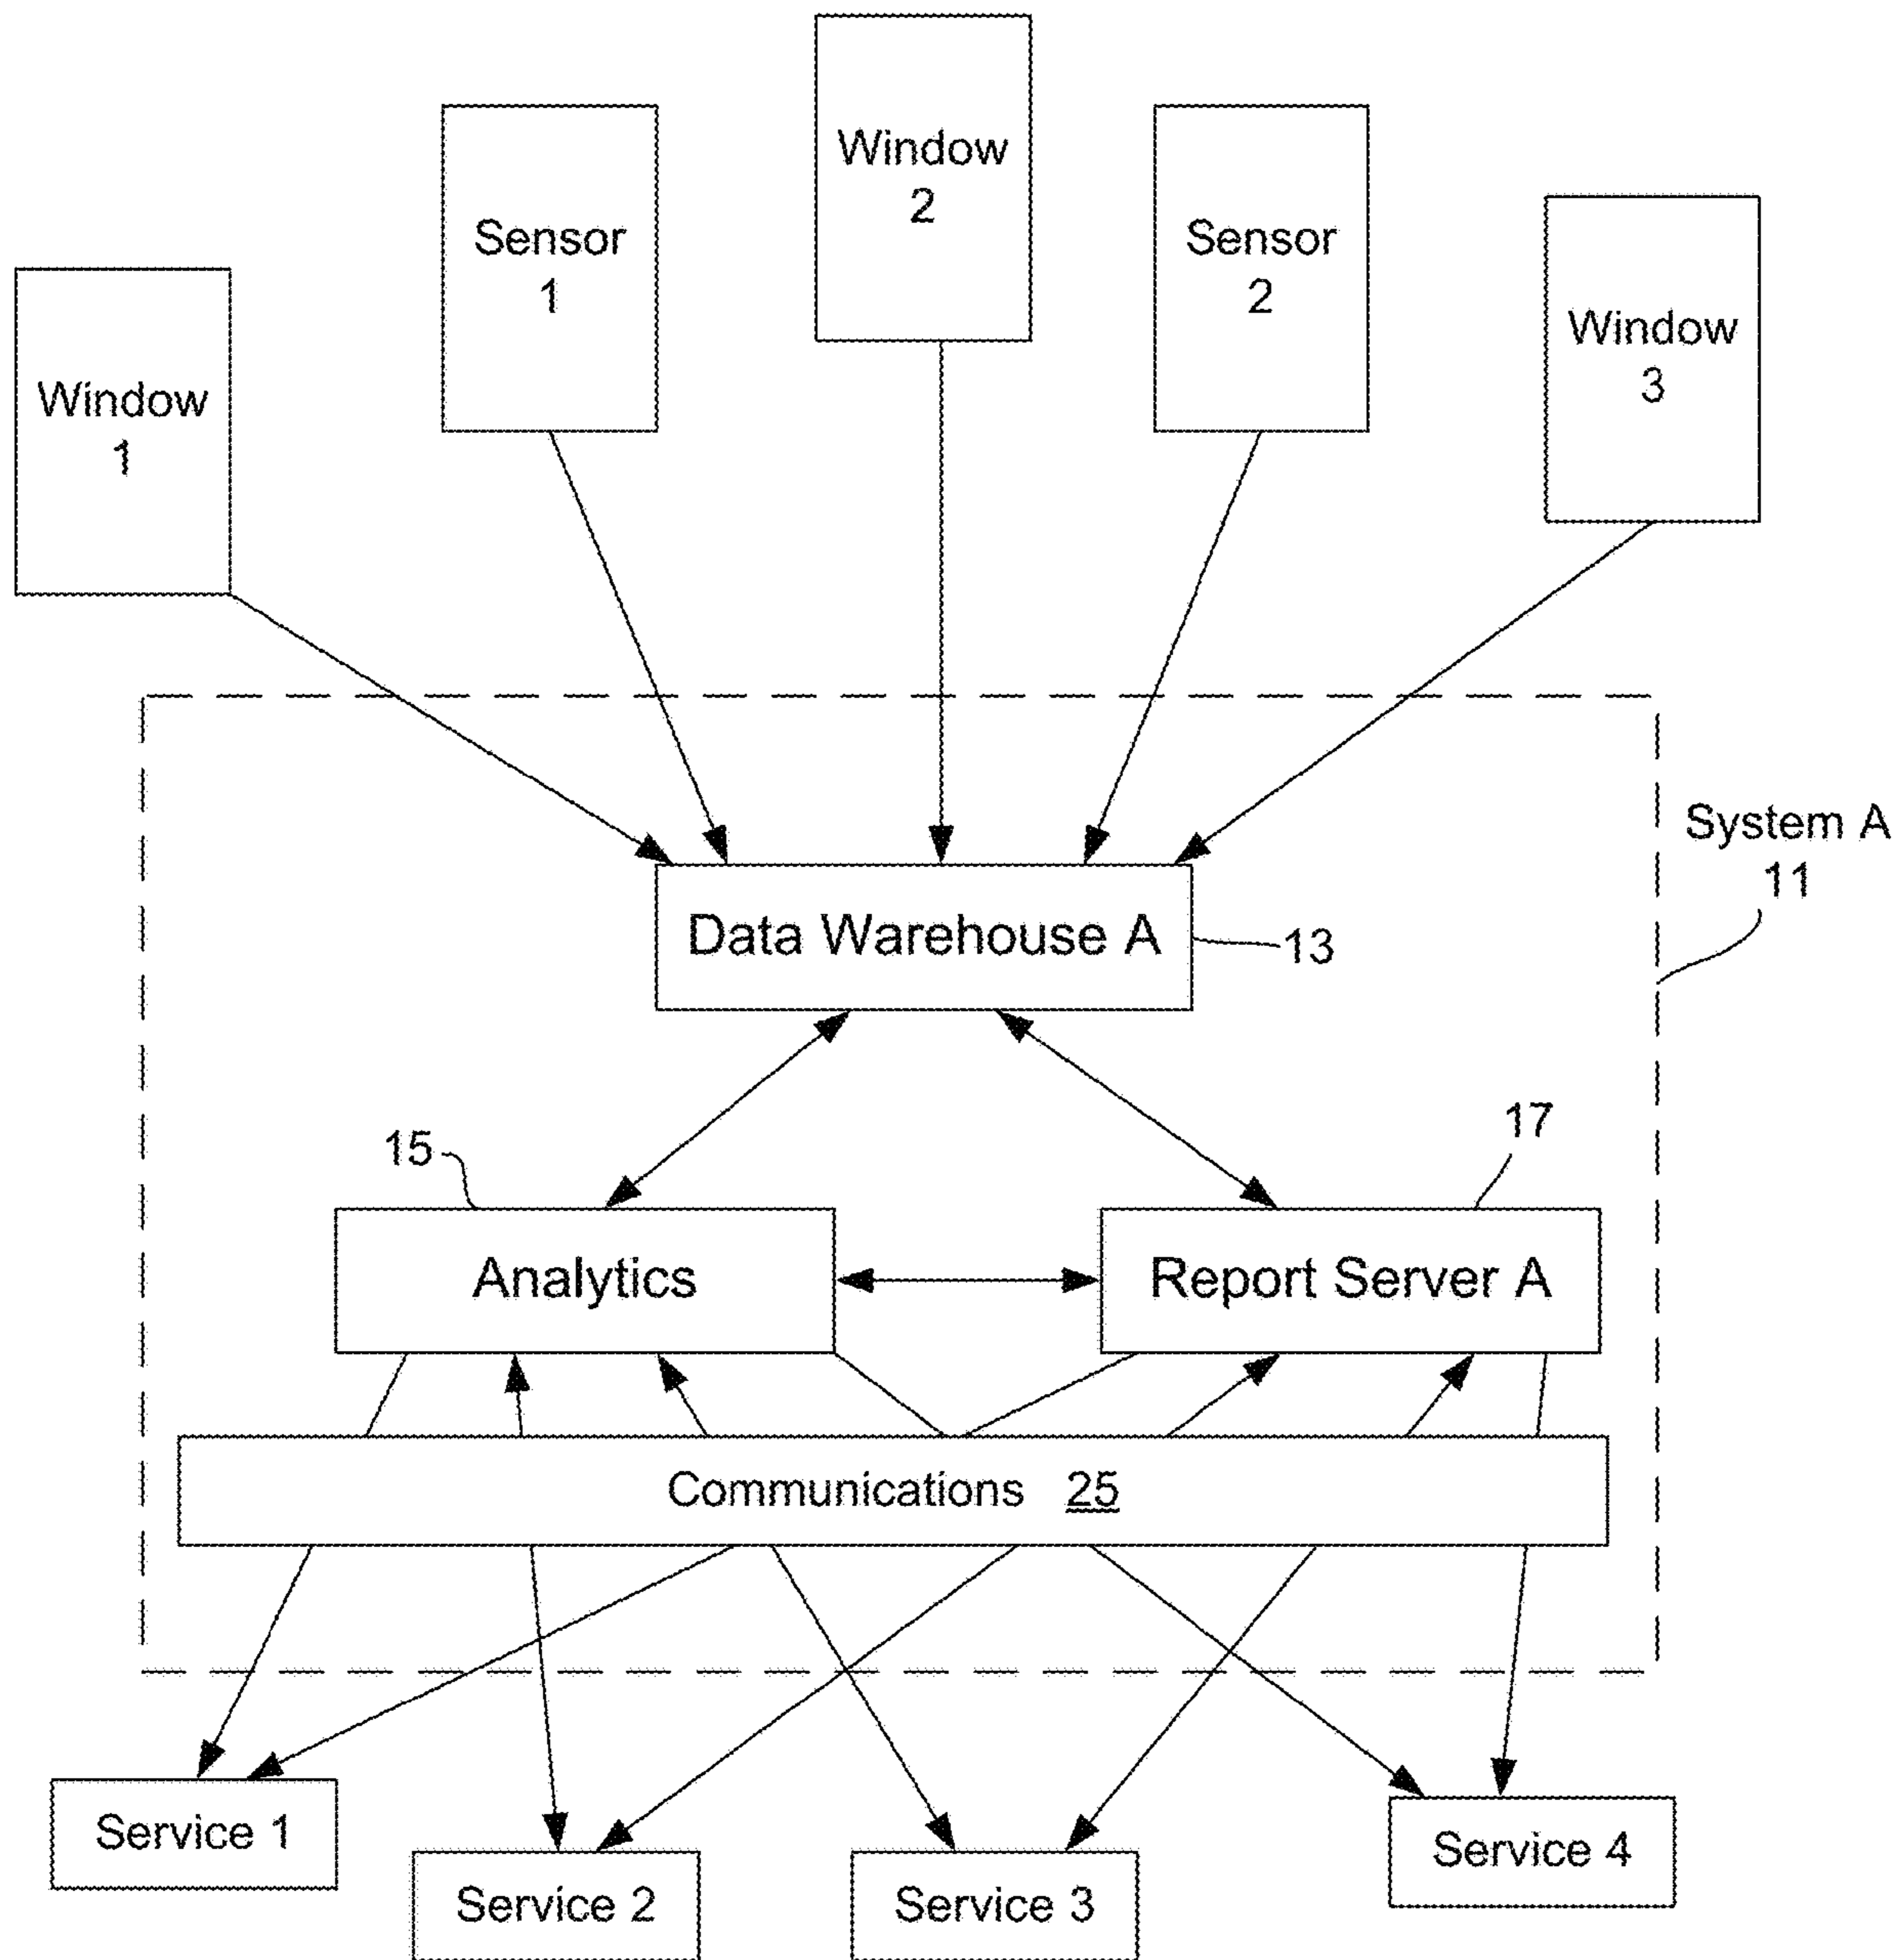 Window
2
Sensor
1
Sensor
2
Window
3
Window
1
System A
11
Data Warehouse A
13
15
17
Analytics
Report Server A
Communications 25
Service 1
Service 2
Service 3
Service 4